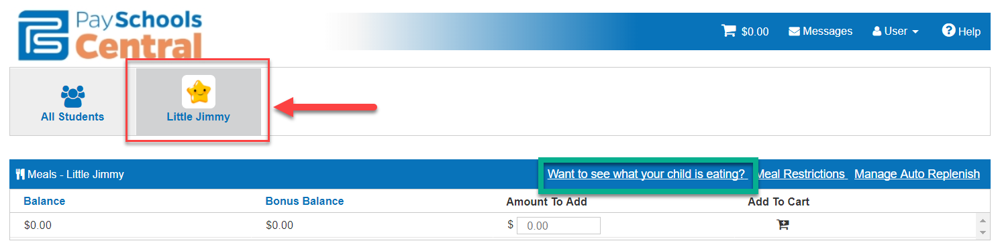 PaySchools
Central
$0.00 Messages User Help
All Students Little Jimmy
Meals - Little Jimmy Want to see what your child is eating? Meal Restrictions Manage Auto Replenish
Balance Bonus Balance Amount To Add Add To Cart
$0.00 $0.00 $ 0.00